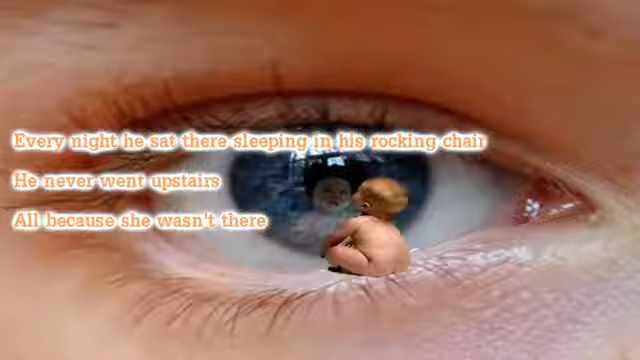 Every night he sat there sleeping in his rocking chair
He never went upstairs
All because she wasn't there